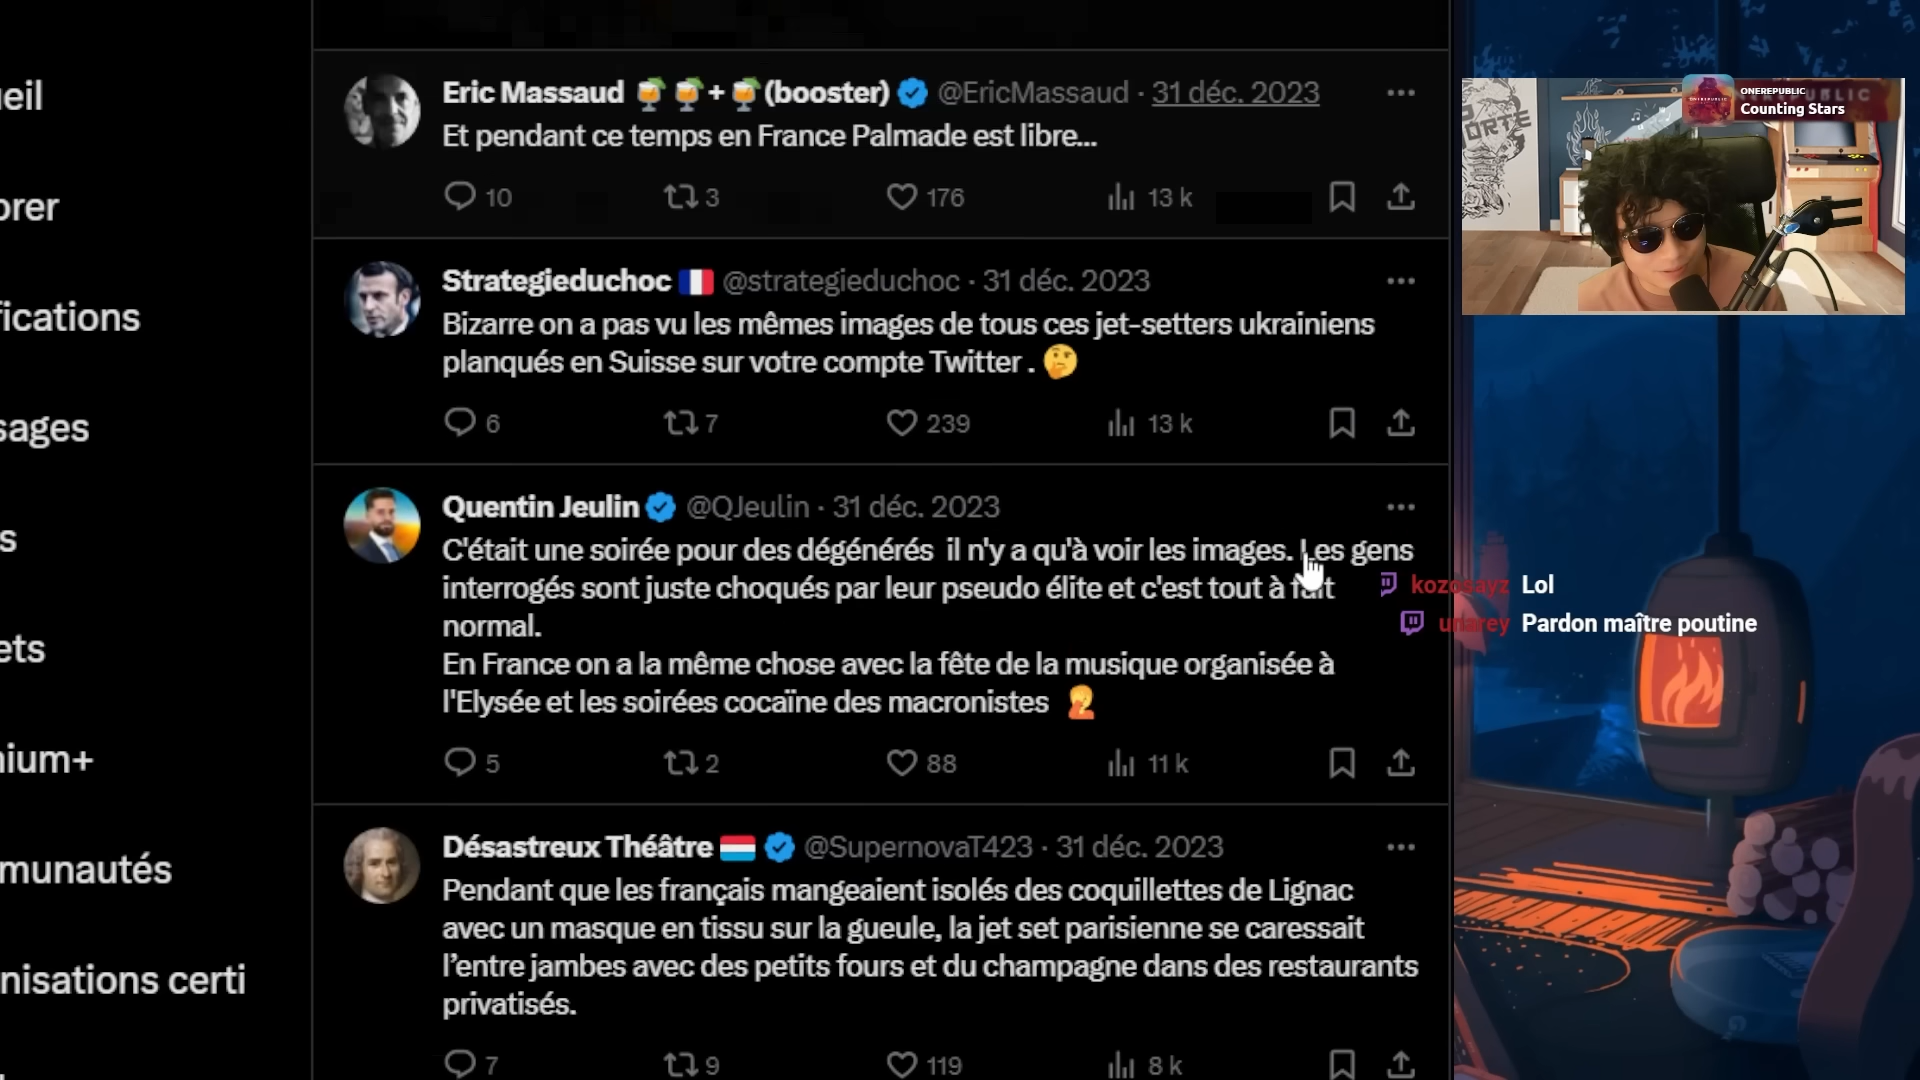 Eric Massaud 🍹🍹+🍹(booster) @EricMassaud · 31 déc. 2023
Et pendant ce temps en France Palmade est libre...
10 3 176 13 k
Strategieduchoc 🇫🇷 @strategieduchoc · 31 déc. 2023
Bizarre on a pas vu les mêmes images de tous ces jet-setters ukrainiens
planqués en Suisse sur votre compte Twitter . 🤔
6 7 239 13 k
Quentin Jeulin @QJeulin · 31 déc. 2023
C'était une soirée pour des dégénérés il n'y a qu'à voir les images. Les gens
interrogés sont juste choqués par leur pseudo élite et c'est tout à fait
normal.
En France on a la même chose avec la fête de la musique organisée à
l'Elysée et les soirées cocaïne des macronistes 🤦
5 2 88 11 k
Désastreux Théâtre 🇱🇺 @SupernovaT423 · 31 déc. 2023
Pendant que les français mangeaient isolés des coquillettes de Lignac
avec un masque en tissu sur la gueule, la jet set parisienne se caressait
l’entre jambes avec des petits fours et du champagne dans des restaurants
privatisés.
7 9 119 8 k
ueil
orer
ications
sages
s
ets
nium+
munautés
nisations certi
ONEREPUBLIC
Counting Stars
ORTE
Lol
Pardon maître poutine